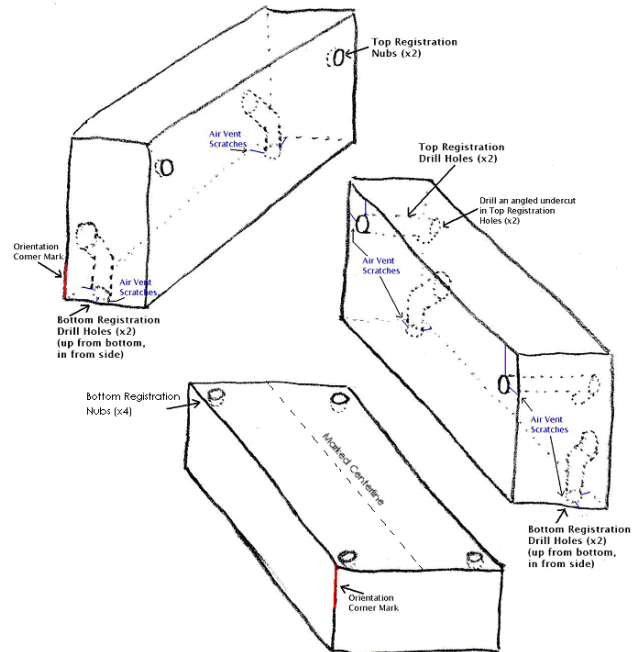 Top Registration
Nubs (x2)
Air Vent
Scratches
Top Registration
Drill Holes (x2)
Drill an angled undercut
in Top Registration
Holes (x2)
Orientation
Corner Mark
Air Vent
Scratches
Air Vent
Scratches
Bottom Registration
Drill Holes (x2)
(up from bottom,
in from side)
Bottom Registration
Nubs (x4)
Marked Centerline
Air Vent
Scratches
Bottom Registration
Drill Holes (x2)
(up from bottom,
in from side)
Orientation
Corner Mark